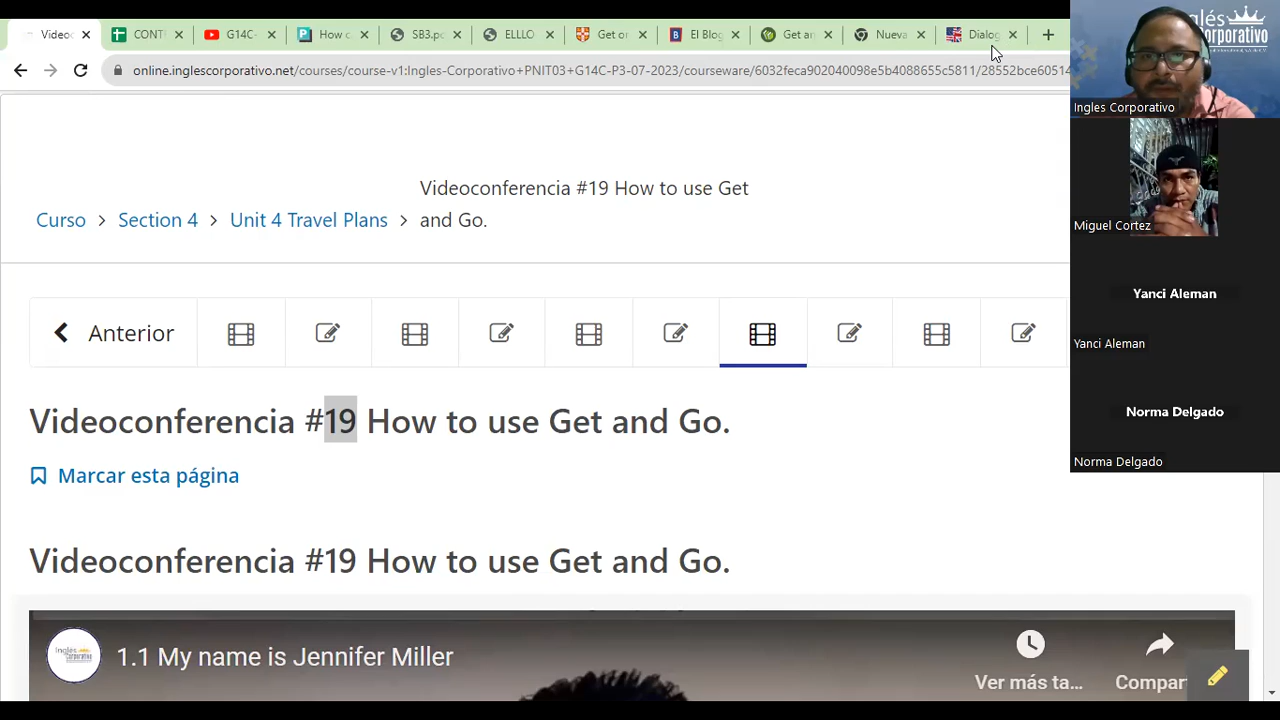 Videoc
CONT
G14C-
How c
SB3.pc
ELLLO
Get or
El Blog
Get an
Nueva
Dialog
online.inglescorporativo.net/courses/course-v1:Ingles-Corporativo+PNIT03+G14C-P3-07-2023/courseware/6032feca902040098e5b4088655c5811/28552bce60514
Inglés
Corporativo
Ingles Corporativo
Miguel Cortez
Yanci Aleman
Yanci Aleman
Norma Delgado
Norma Delgado
Curso > Section 4 > Unit 4 Travel Plans > Videoconferencia #19 How to use Get
and Go.
Anterior
Videoconferencia #19 How to use Get and Go.
Marcar esta página
Videoconferencia #19 How to use Get and Go.
1.1 My name is Jennifer Miller
Ver más ta...
Compar